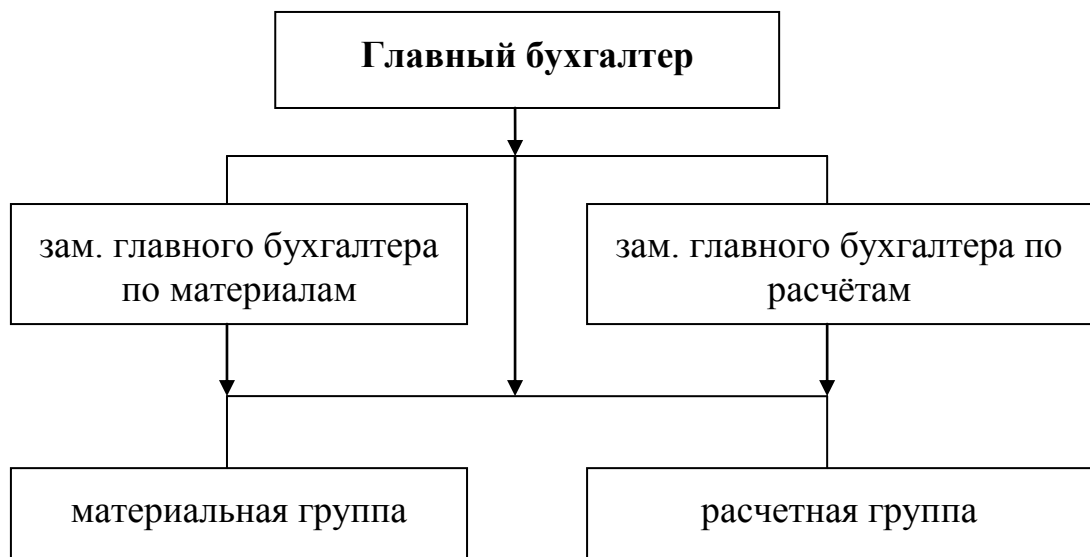 Главный бухгалтер
зам. главного бухгалтера
по материалам
зам. главного бухгалтера по
расчётам
материальная группа
расчетная группа